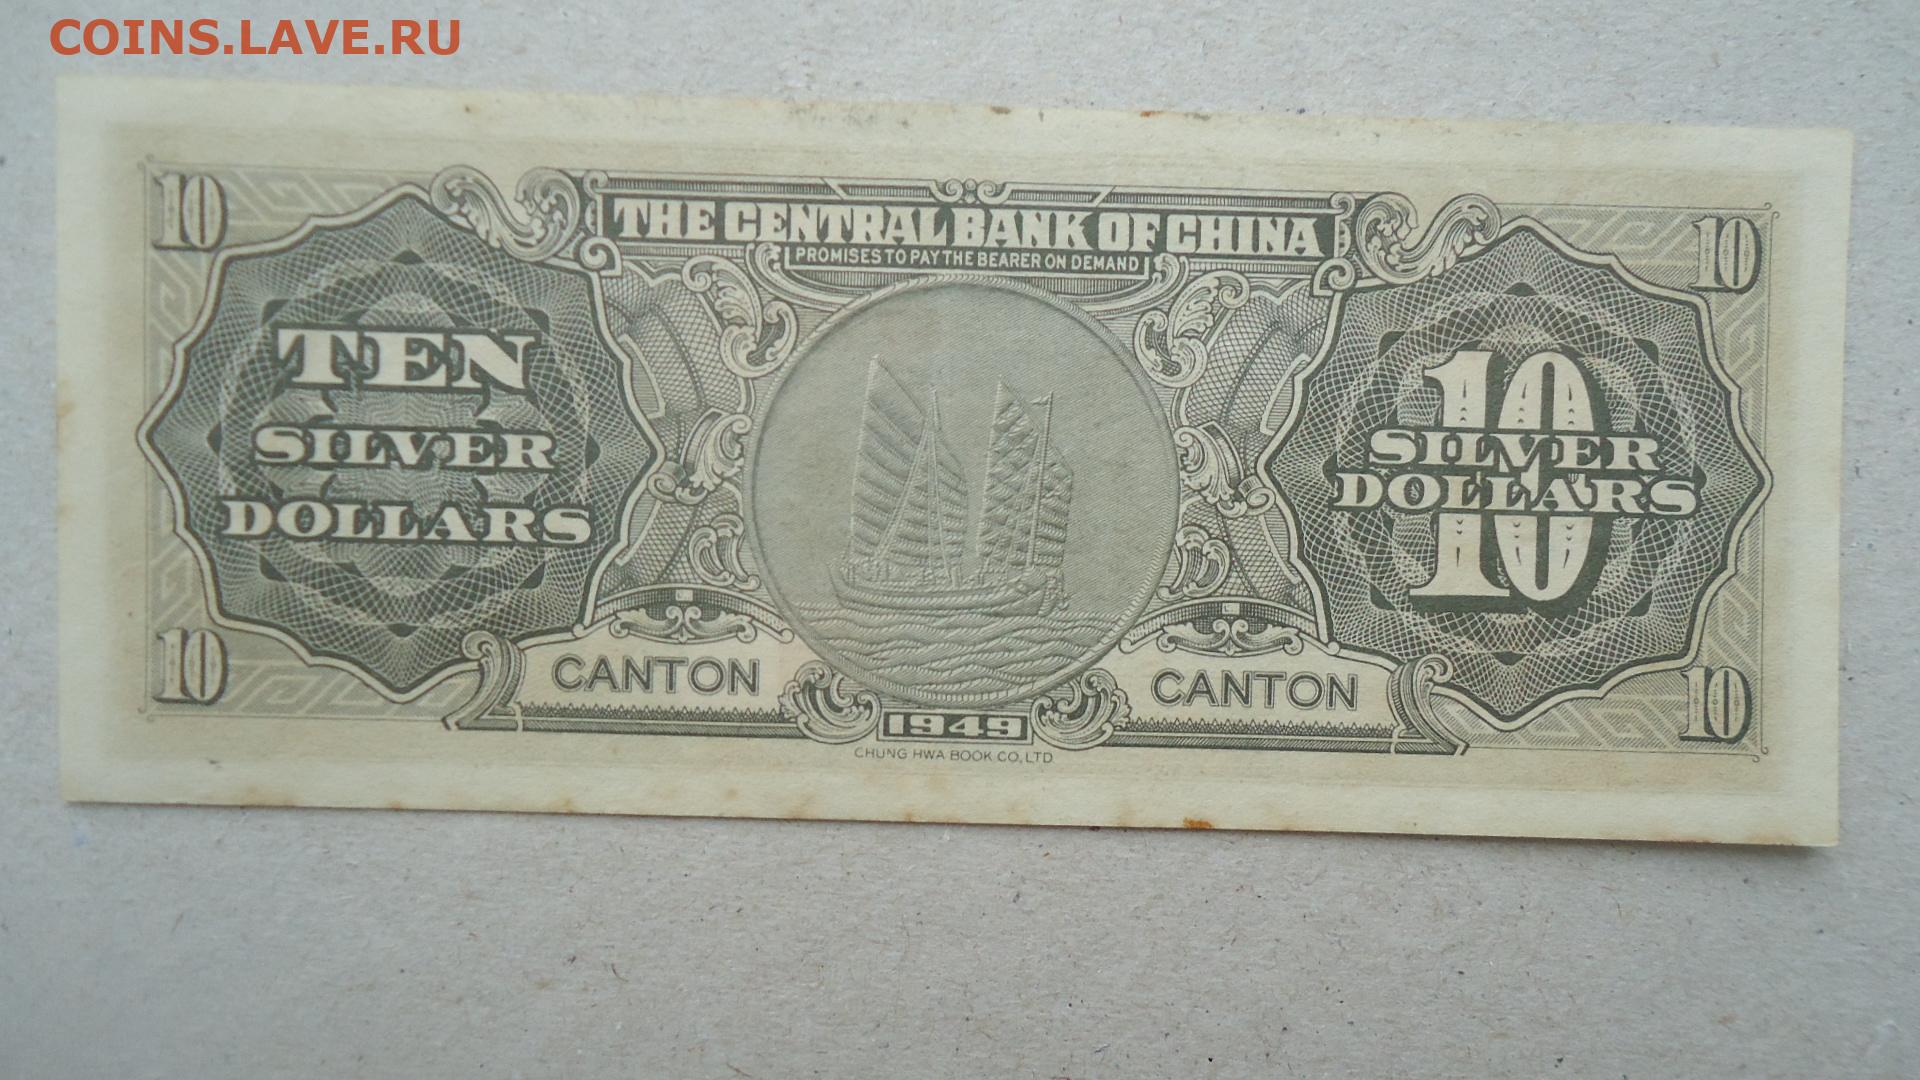 COINS.LAVE.RU
10
10
THE CENTRAL BANK OF CHINA
PROMISES TO PAY THE BEARER ON DEMAND
TEN
SILVER
DOLLARS
10
SILVER
DOLLARS
10
CANTON
CANTON
10
10
1949
CHUNG HWA BOOK CO., LTD